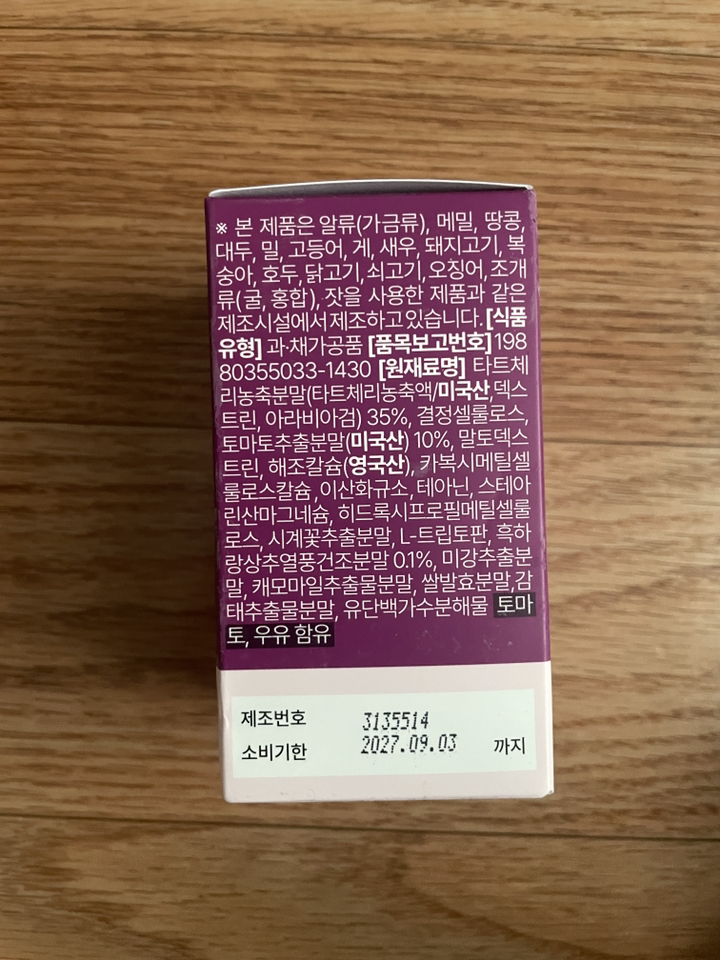 ※ 본 제품은 알류(가금류), 메밀, 땅콩,
대두, 밀, 고등어, 게, 새우, 돼지고기, 복
숭아, 호두, 닭고기, 쇠고기, 오징어, 조개
류(굴, 홍합), 잣을 사용한 제품과 같은
제조시설에서 제조하고 있습니다. [식품
유형] 과·채가공품 [품목보고번호] 198
80355033-1430 [원재료명] 타트체
리농축분말(타트체리농축액/미국산,덱스
트린, 아라비아검) 35%, 결정셀룰로스,
토마토추출분말(미국산) 10%, 말토덱스
트린, 해조칼슘(영국산), 카복시메틸셀
룰로스칼슘, 이산화규소, 테아닌, 스테아
린산마그네슘, 히드록시프로필메틸셀룰
로스, 시계꽃추출분말, L-트립토판, 흑하
랑상추열풍건조분말 0.1%, 미강추출분
말, 캐모마일추출물분말, 쌀발효분말,감
태추출물분말, 유단백가수분해물 토마
토, 우유 함유
제조번호 3135514
소비기한 2027.09.03 까지